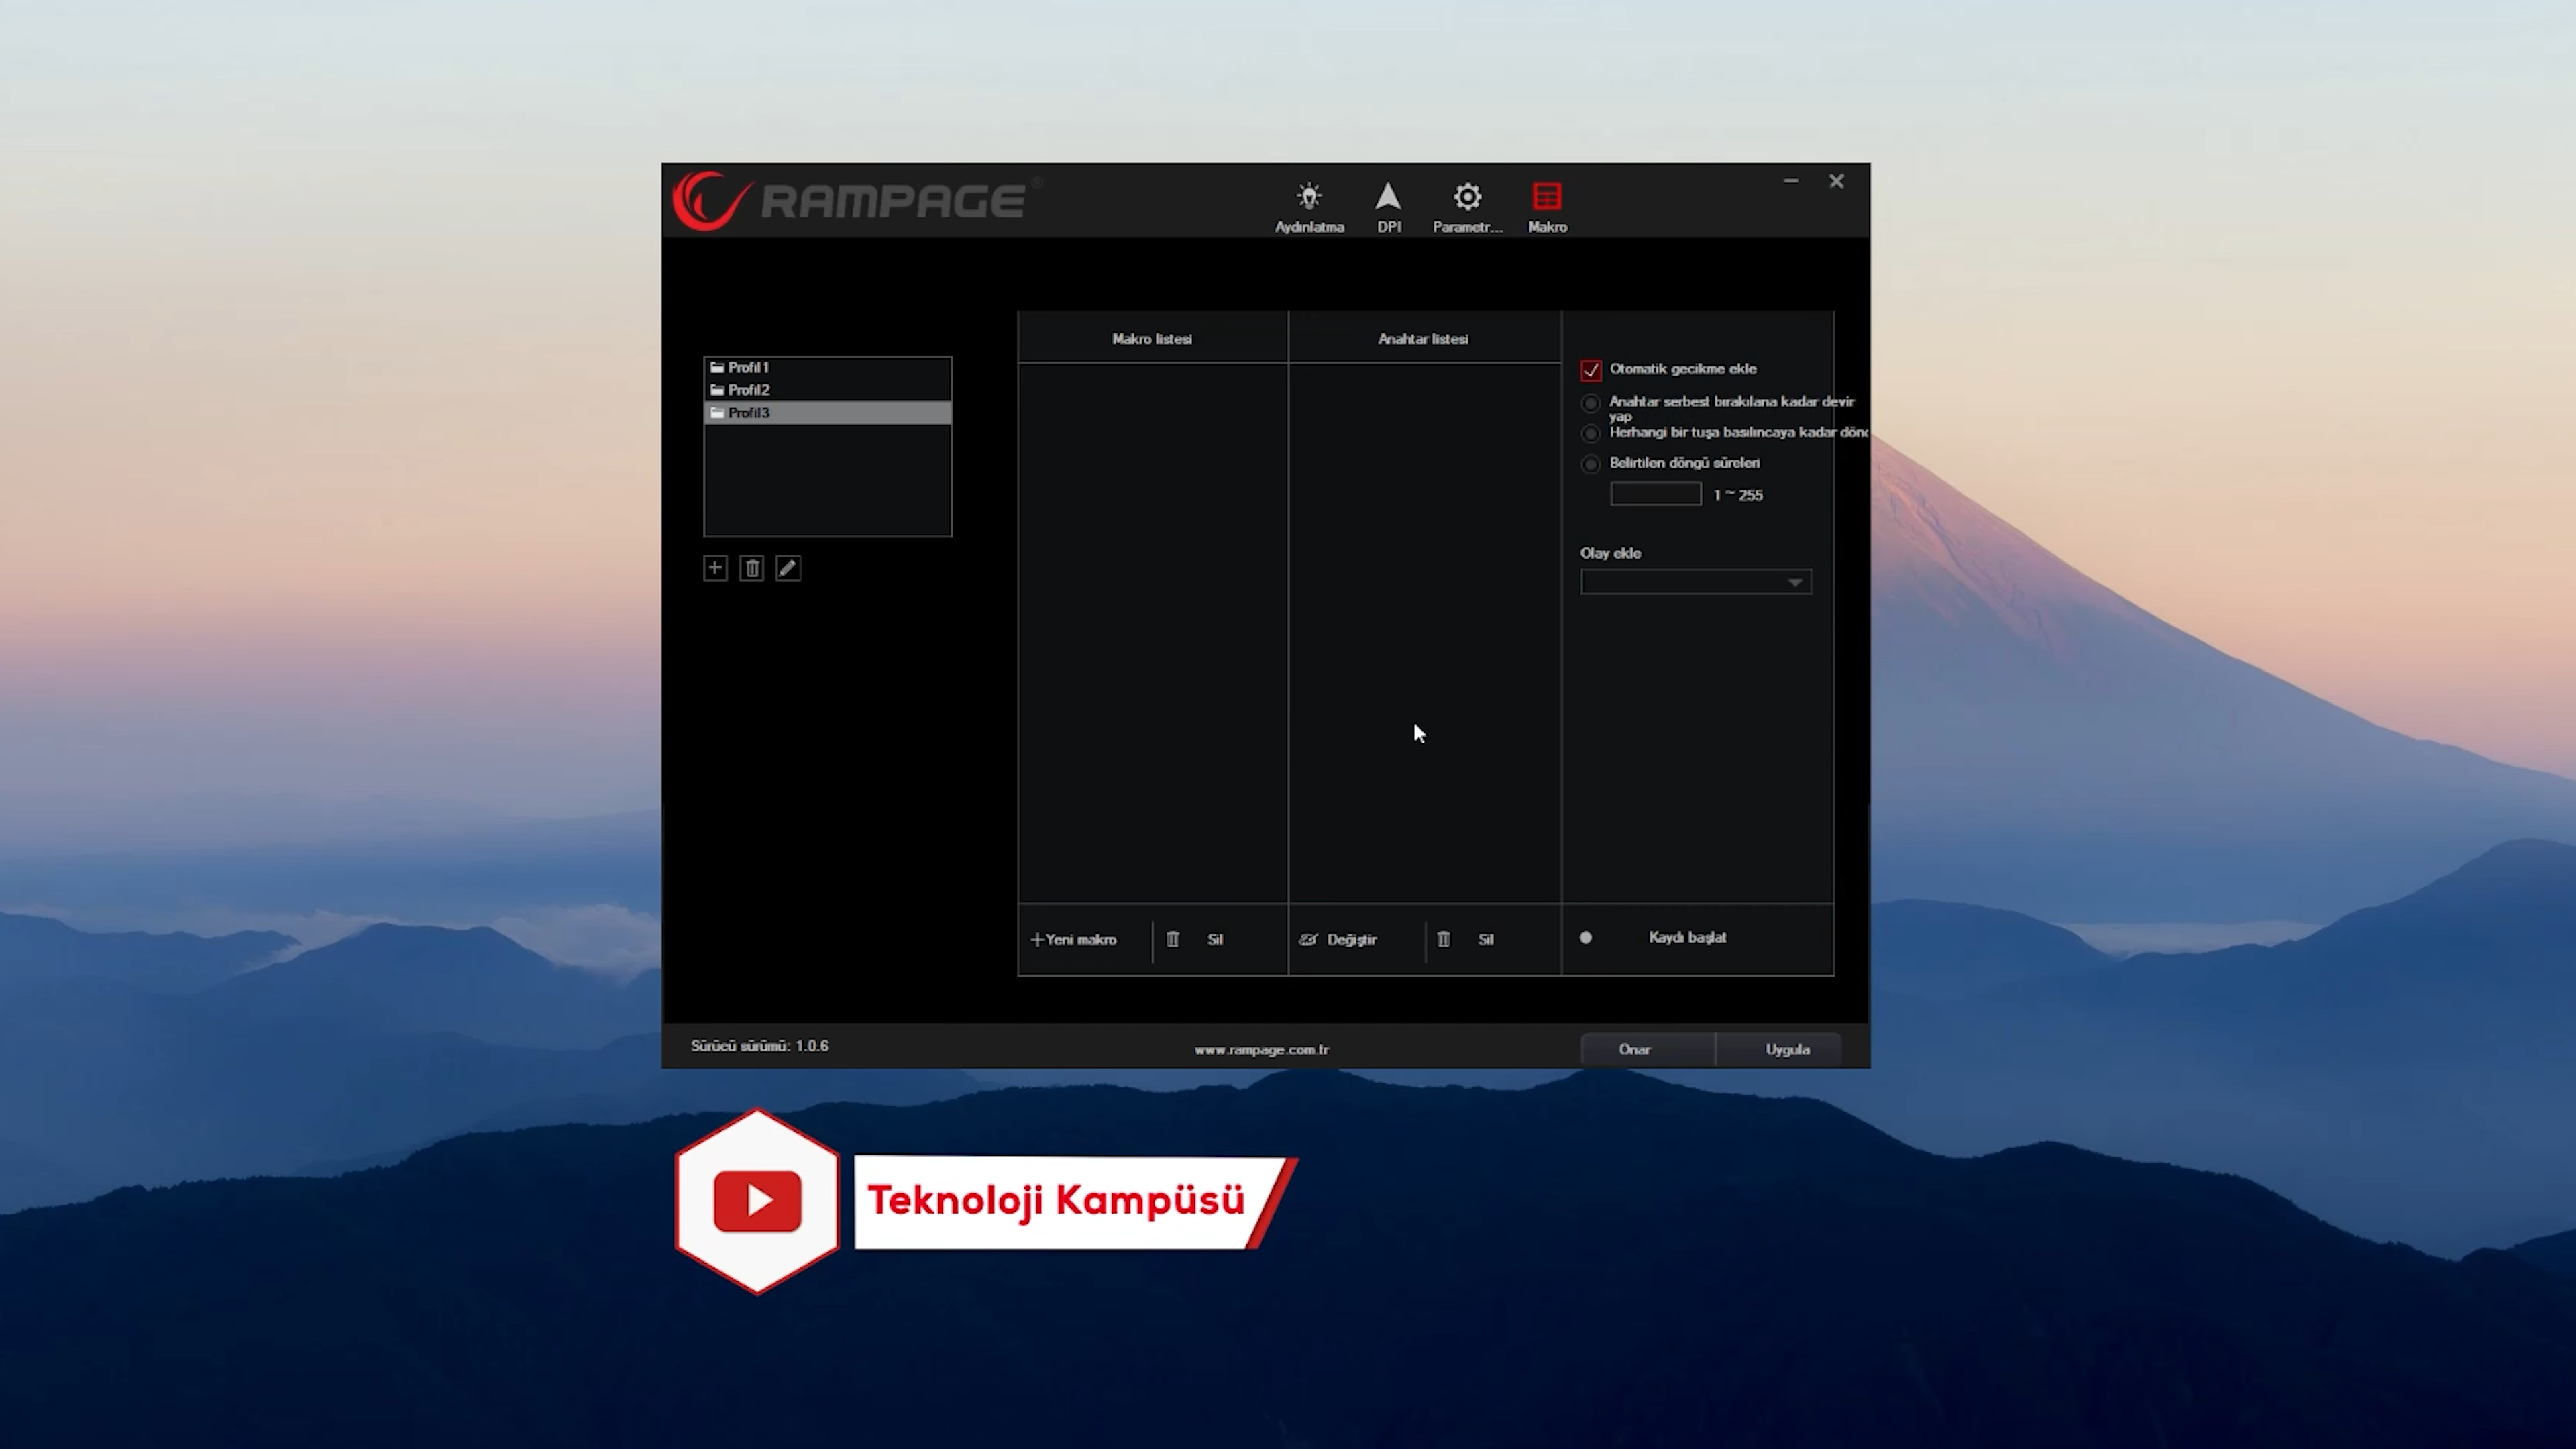 RAMPAGE
Aydınlatma
DPI
Parametr...
Makro
Profil1
Profil2
Profil3
Makro listesi
Anahtar listesi
Otomatik gecikme ekle
Anahtar serbest bırakılana kadar devir
yap
Herhangi bir tuşa basılıncaya kadar dönc
Belirtilen döngü süreleri
1 ~ 255
Olay ekle
+Yeni makro
Sil
Değiştir
Sil
Kaydı başlat
Sürücü sürümü: 1.0.6
www.rampage.com.tr
Onar
Uygula
Teknoloji Kampüsü